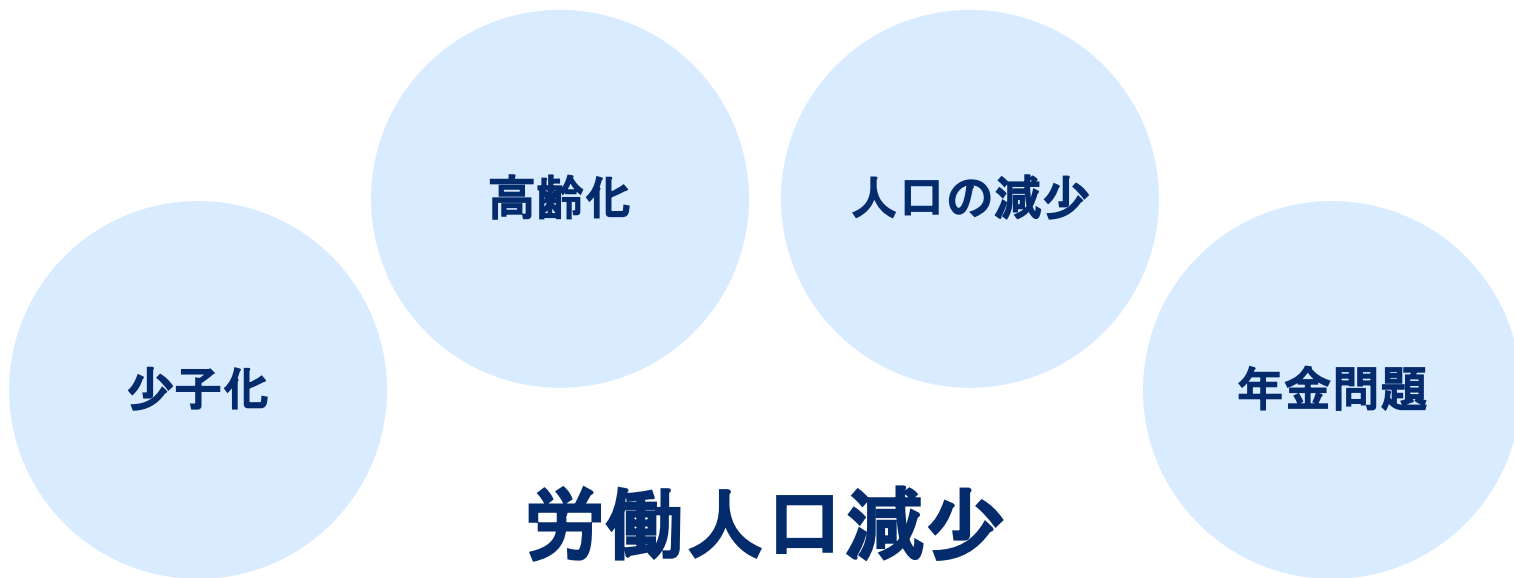 少子化
高齢化
人口の減少
年金問題
労働人口減少